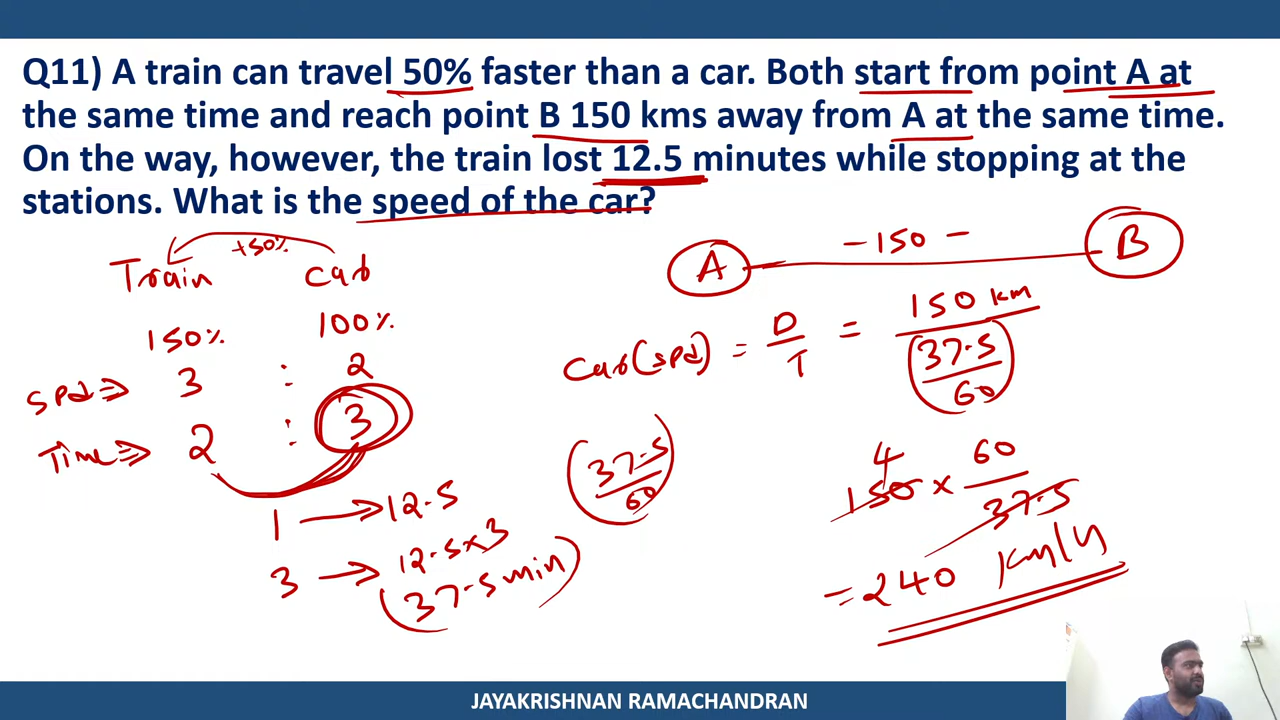 Q11) A train can travel 50% faster than a car. Both start from point A at
the same time and reach point B 150 kms away from A at the same time.
On the way, however, the train lost 12.5 minutes while stopping at the
stations. What is the speed of the car?
+50%
Train car
150% 100%
Spd ⇒ 3 : 2
Time ⇒ 2 : 3
1 → 12.5
3 → 12.5x3
(37.5 min)
37.5
60
A -150- B
Car(spd) = D/T = 150 km
37.5
60
4
150 x 60
37.5
= 240 km/h
JAYAKRISHNAN RAMACHANDRAN